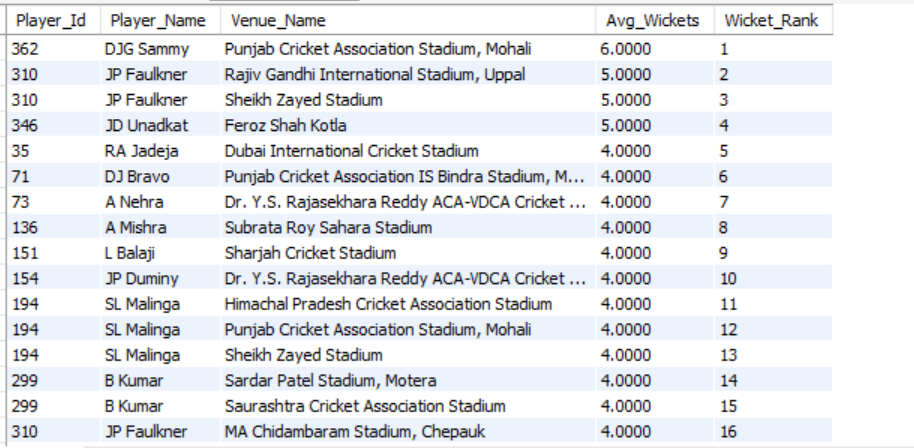 Player_Id Player_Name Venue_Name Avg_Wickets Wicket_Rank
362 DJG Sammy Punjab Cricket Association Stadium, Mohali 6.0000 1
310 JP Faulkner Rajiv Gandhi International Stadium, Uppal 5.0000 2
310 JP Faulkner Sheikh Zayed Stadium 5.0000 3
346 JD Unadkat Feroz Shah Kotla 5.0000 4
35 RA Jadeja Dubai International Cricket Stadium 4.0000 5
71 DJ Bravo Punjab Cricket Association IS Bindra Stadium, M... 4.0000 6
73 A Nehra Dr. Y.S. Rajasekhara Reddy ACA-VDCA Cricket ... 4.0000 7
136 A Mishra Subrata Roy Sahara Stadium 4.0000 8
151 L Balaji Sharjah Cricket Stadium 4.0000 9
154 JP Duminy Dr. Y.S. Rajasekhara Reddy ACA-VDCA Cricket ... 4.0000 10
194 SL Malinga Himachal Pradesh Cricket Association Stadium 4.0000 11
194 SL Malinga Punjab Cricket Association Stadium, Mohali 4.0000 12
194 SL Malinga Sheikh Zayed Stadium 4.0000 13
299 B Kumar Sardar Patel Stadium, Motera 4.0000 14
299 B Kumar Saurashtra Cricket Association Stadium 4.0000 15
310 JP Faulkner MA Chidambaram Stadium, Chepauk 4.0000 16